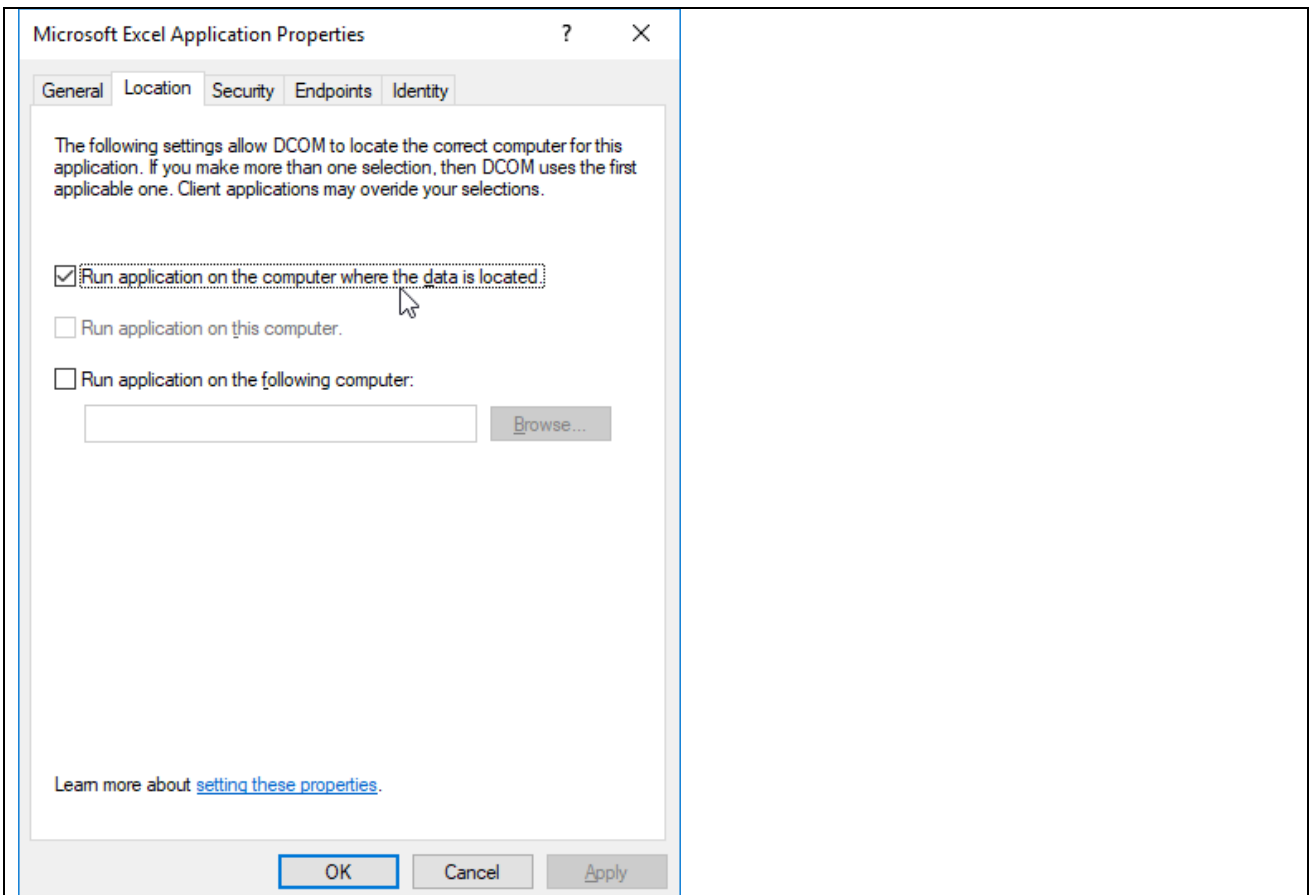 Microsoft Excel Application Properties ?
General Location Security Endpoints Identity
The following settings allow DCOM to locate the correct computer for this
application. If you make more than one selection, then DCOM uses the first
applicable one. Client applications may overide your selections.
Run application on the computer where the data is located.
Run application on this computer.
Run application on the following computer:
Browse...
Learn more about setting these properties.
OK Cancel Apply